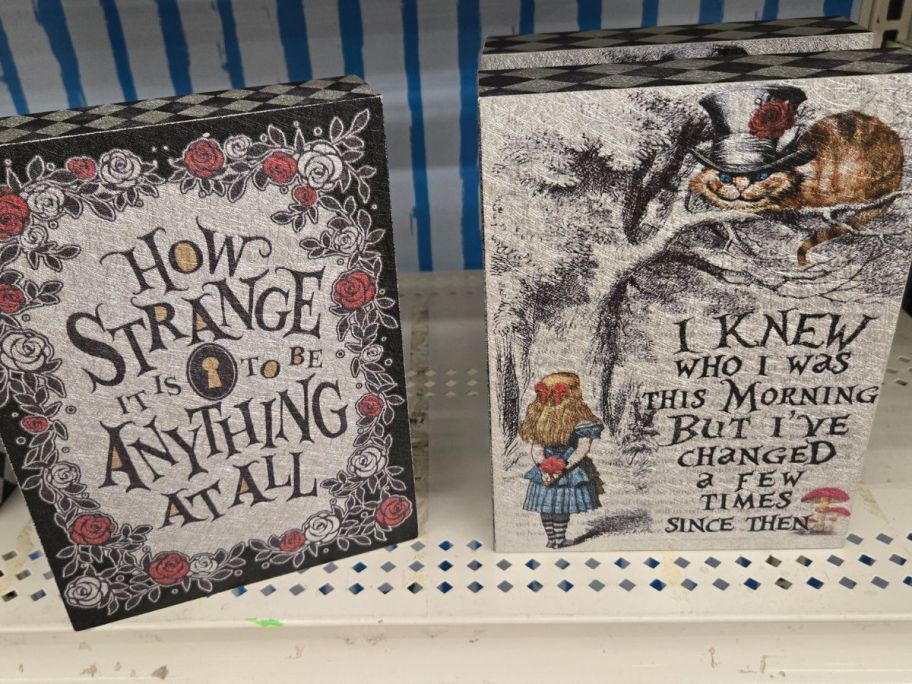 How
STRANGE
IT IS TO BE
ANYTHING
AT ALL
I KNEW
WHO I WAS
THIS MORNING
BUT I'VE
CHANGED
a FEW
TIMES
SINCE THEN